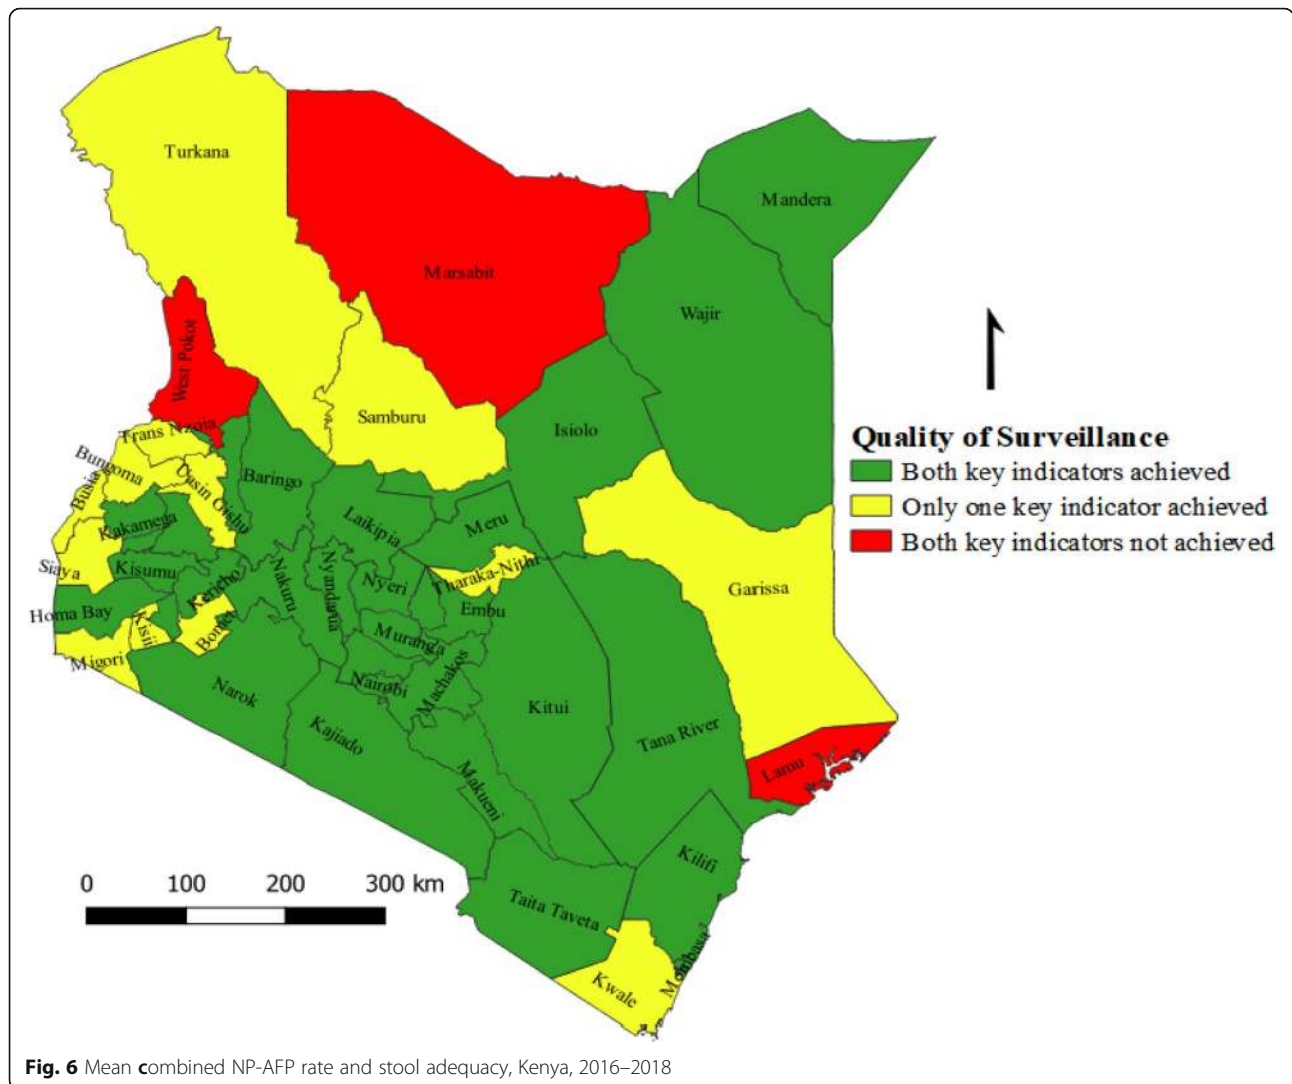 Turkana
Mandera
Marsabit
Wajir
West Pokot
Samburu
Isiolo
Trans Nzoia
Bungoma
Uasin Gishu
Busia
Baringo
Quality of Surveillance
Both key indicators achieved
Only one key indicator achieved
Both key indicators not achieved
Kakamega
Laikipia
Meru
Siaya
Kisumu
Kericho
Nakuru
Nyandarua
Nyeri
Tharaka-Nithi
Embu
Garissa
Homa Bay
Kisii
Bomet
Muranga
Migori
Narok
Nairobi
Machakos
Kitui
Kajiado
Tana River
Makueni
Lamu
Kilifi
Taita Taveta
Mombasa
Kwale
0 100 200 300 km
Fig. 6 Mean combined NP-AFP rate and stool adequacy, Kenya, 2016–2018